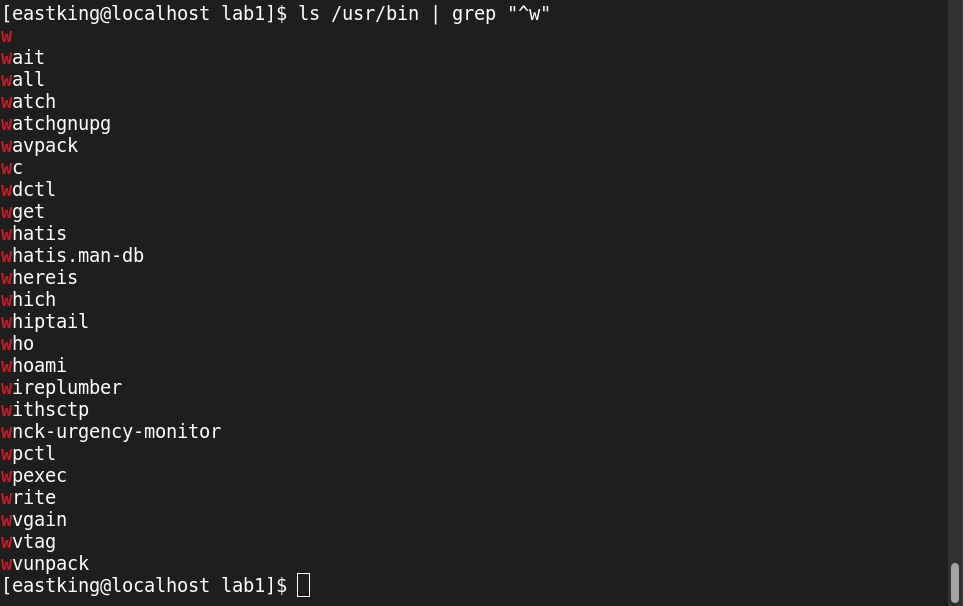 [eastking@localhost lab1]$ ls /usr/bin | grep "^w"
w
wait
wall
watch
watchgnupg
wavpack
wc
wdctl
wget
whatis
whatis.man-db
whereis
which
whiptail
who
whoami
wireplumber
withsctp
wnck-urgency-monitor
wpctl
wpexec
write
wvgain
wvtag
wvunpack
[eastking@localhost lab1]$